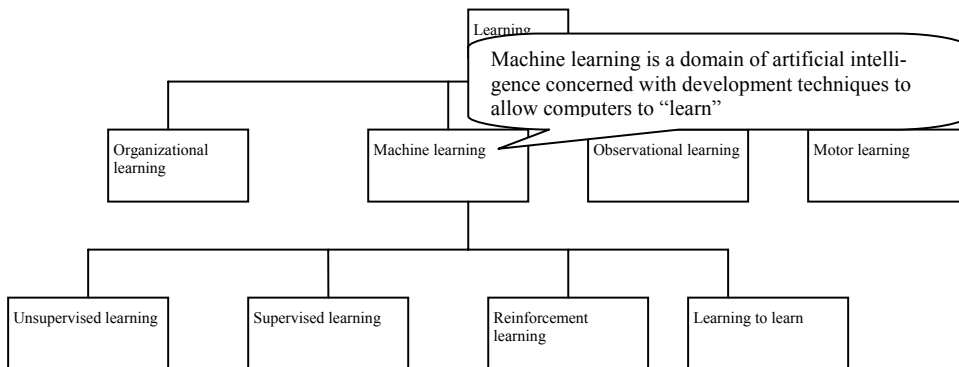 Learning
Machine learning is a domain of artificial intelli-
gence concerned with development techniques to
allow computers to “learn”
Organizational
learning
Machine learning
Observational learning
Motor learning
Unsupervised learning
Supervised learning
Reinforcement
learning
Learning to learn